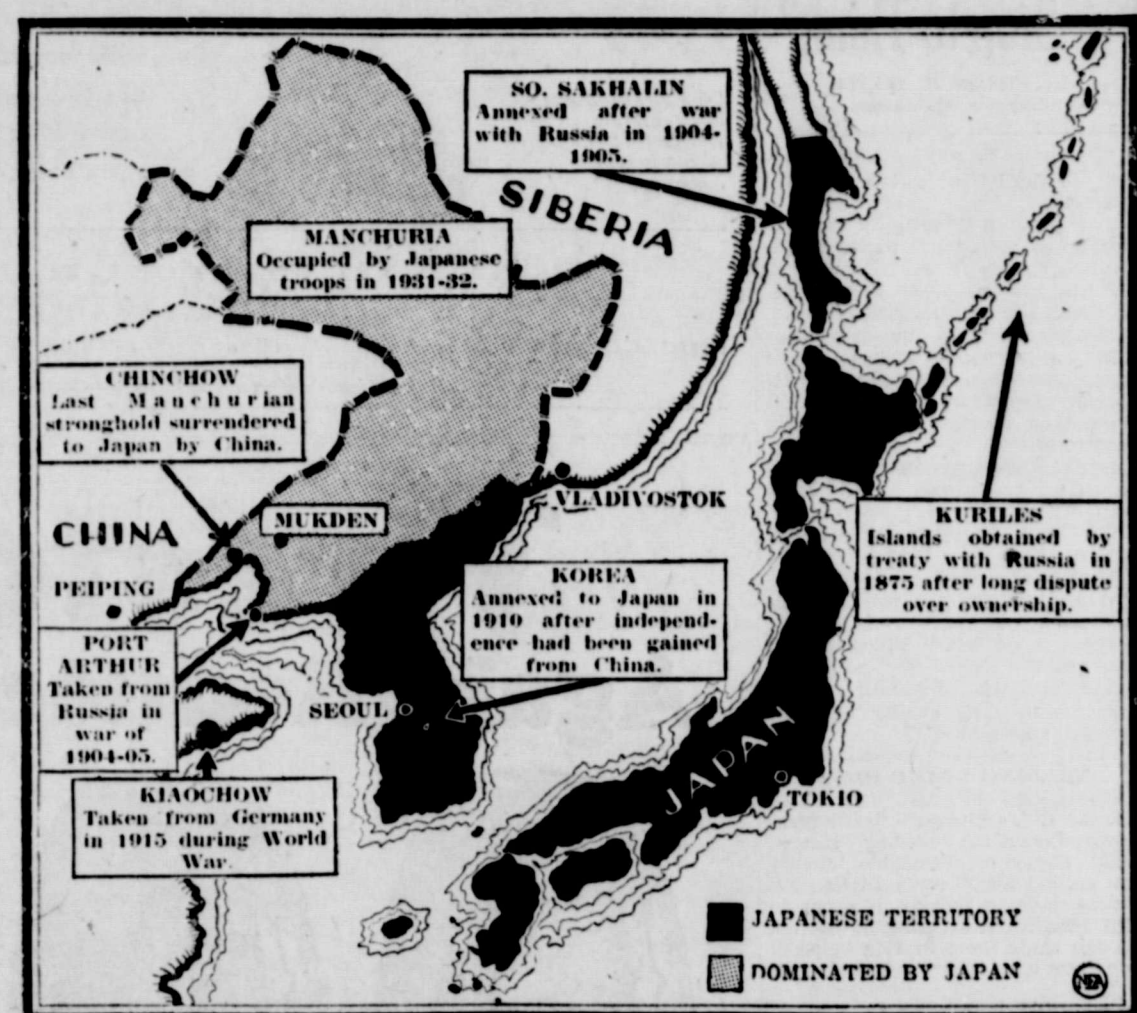 SO. SAKHALIN
Annexed after war
with Russia in 1904-
1905.
SIBERIA
MANCHURIA
Occupied by Japanese
troops in 1931-32.
CHINCHOW
Last Manchurian
stronghold surrendered
to Japan by China.
VLADIVOSTOK
MUKDEN
CHINA
KURILES
Islands obtained by
treaty with Russia in
1875 after long dispute
over ownership.
PEIPING
KOREA
Annexed to Japan in
1910 after independ-
ence had been gained
from China.
PORT
ARTHUR
Taken from
Russia in
war of
1904-05.
SEOUL
JAPAN
TOKIO
KIAOCHOW
Taken from Germany
in 1915 during World
War.
JAPANESE TERRITORY
DOMINATED BY JAPAN
NEA